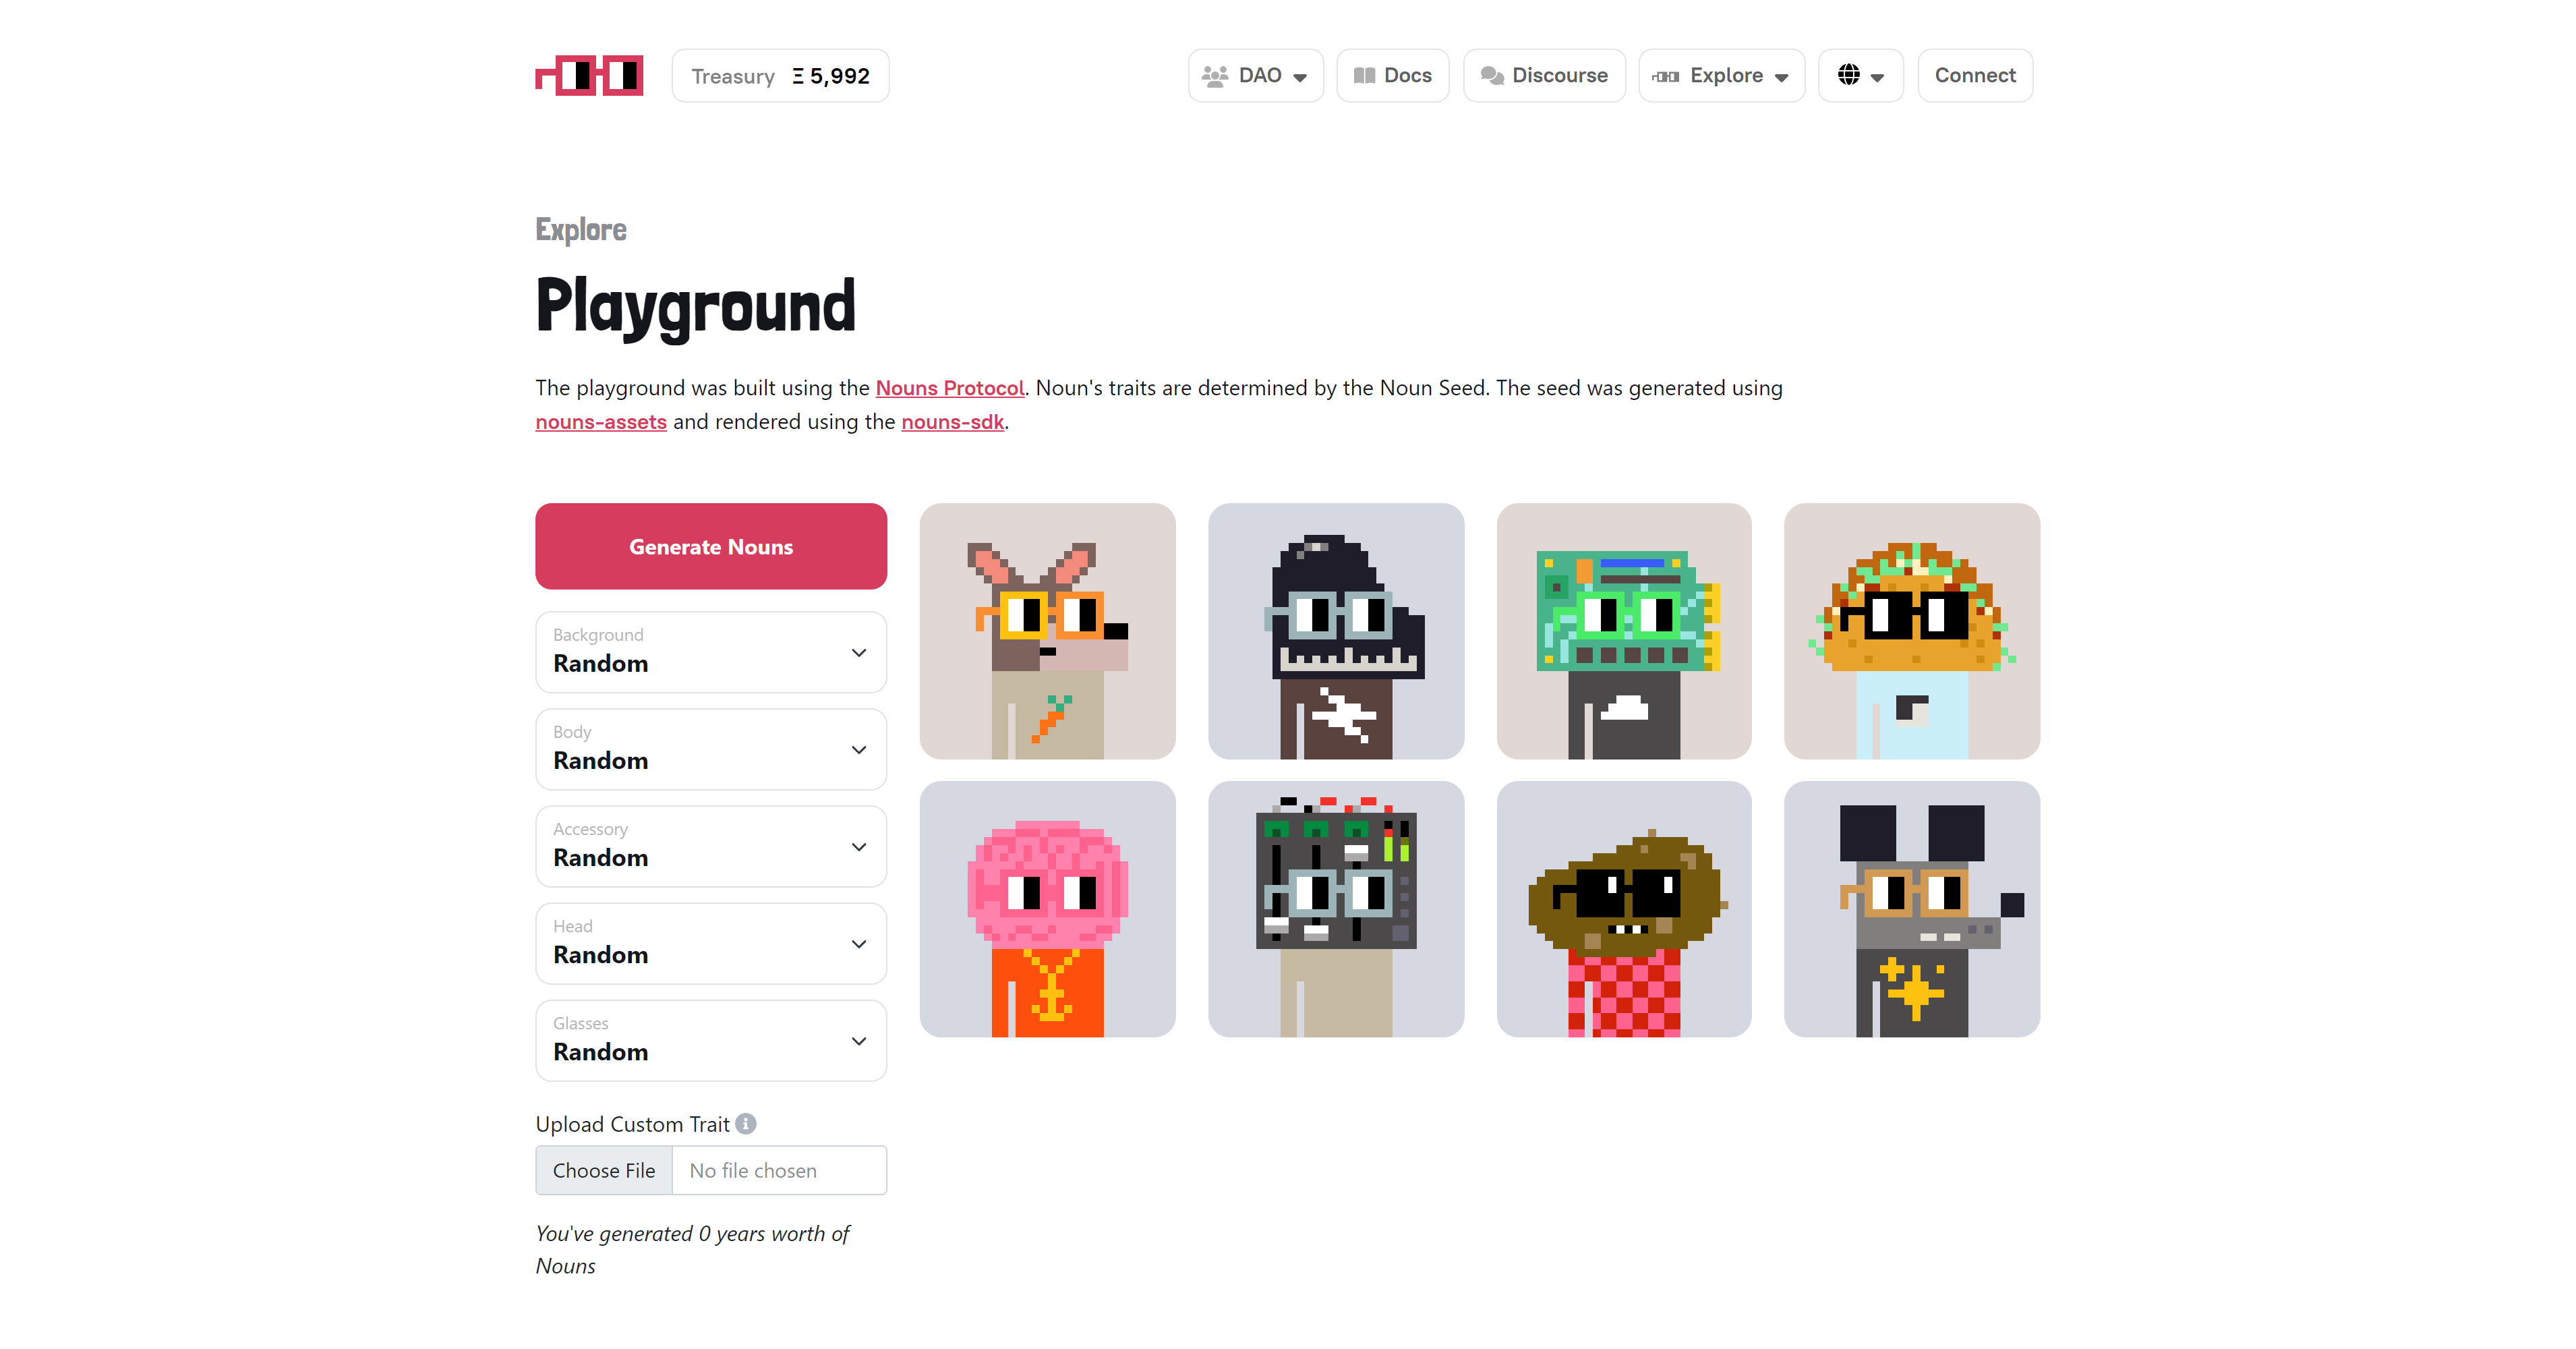 Treasury Ξ 5,992
DAO
Docs
Discourse
Explore
Connect
Explore
Playground
The playground was built using the Nouns Protocol. Noun's traits are determined by the Noun Seed. The seed was generated using
nouns-assets and rendered using the nouns-sdk.
Generate Nouns
Background
Random
Body
Random
Accessory
Random
Head
Random
Glasses
Random
Upload Custom Trait
Choose File No file chosen
You've generated 0 years worth of
Nouns